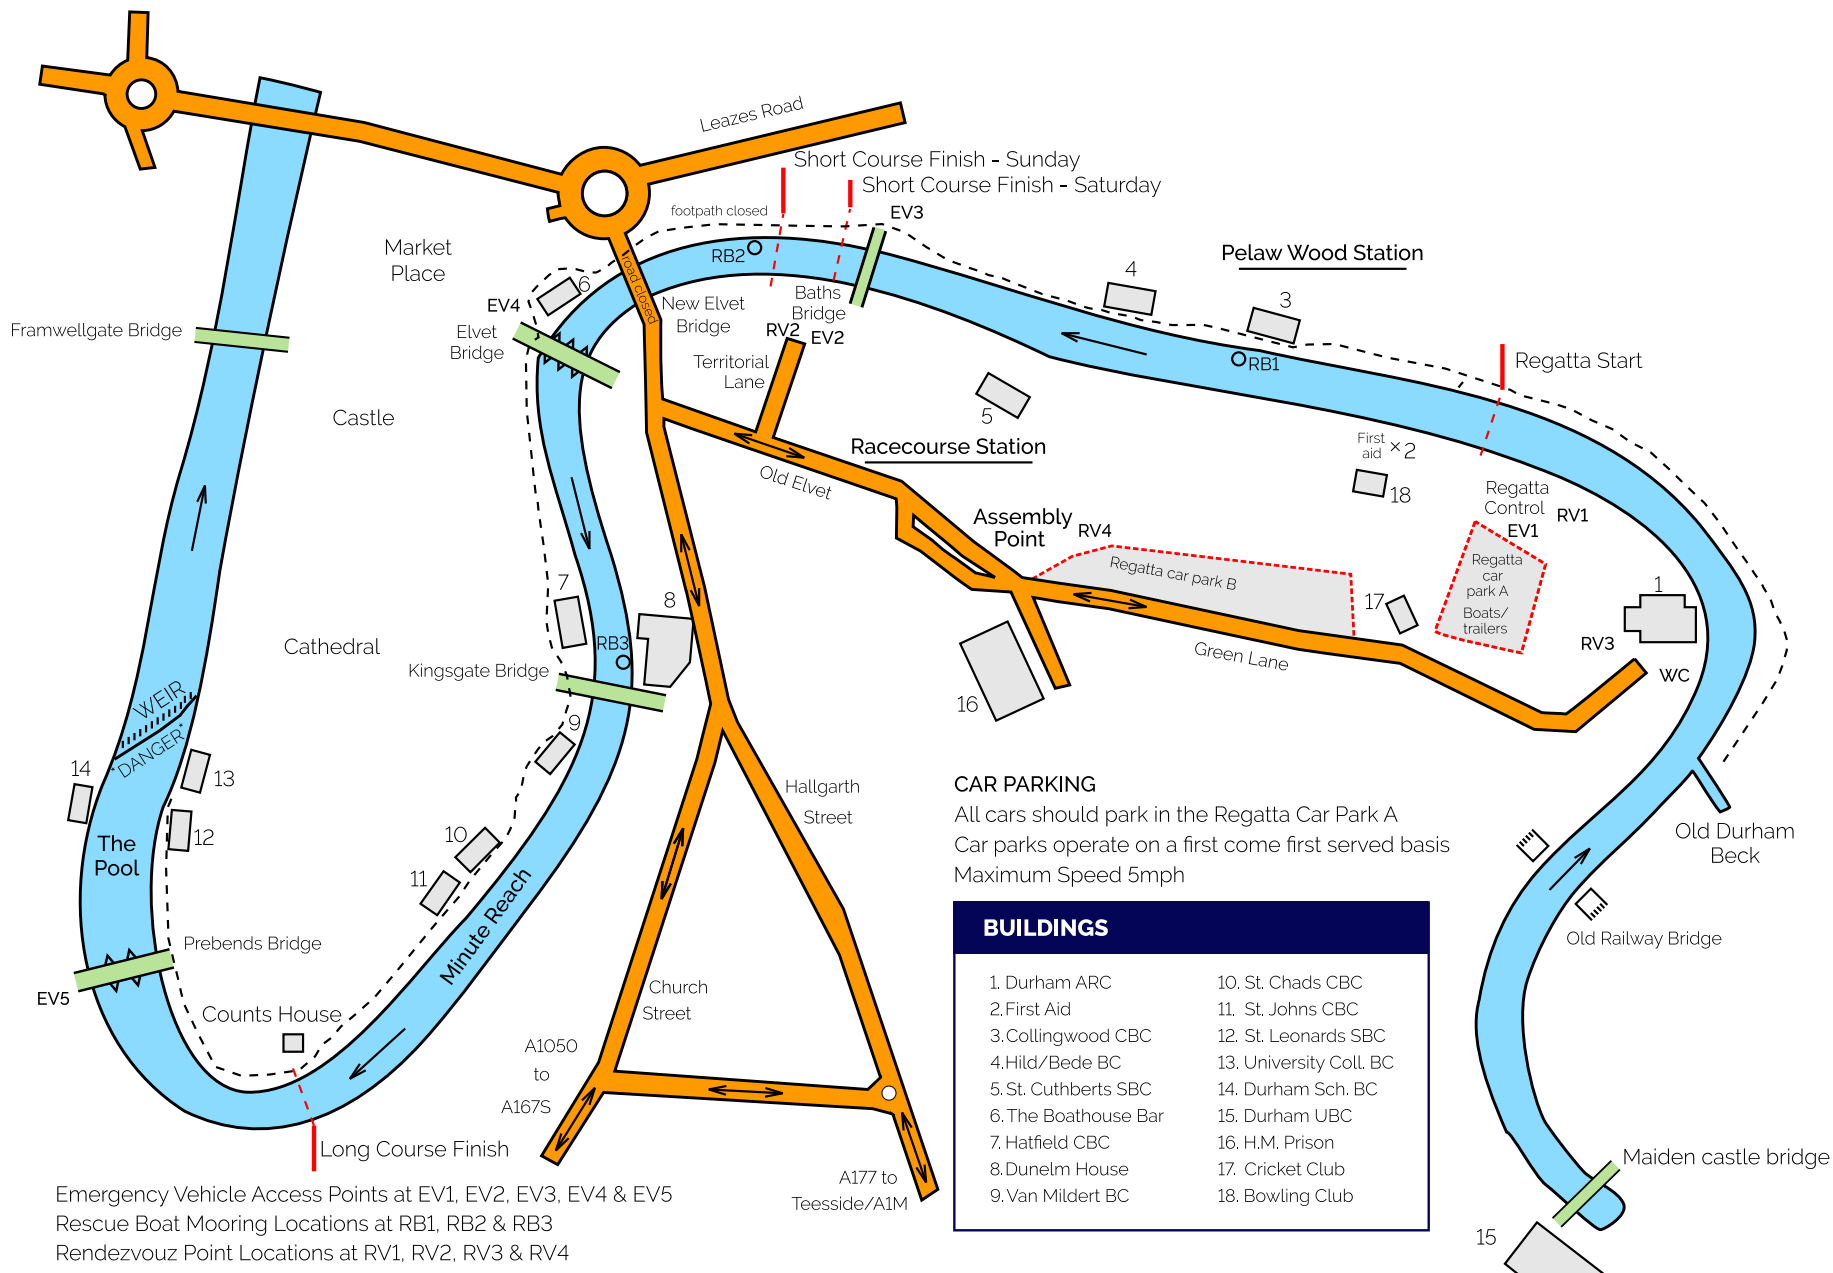 Leazes Road
Short Course Finish - Sunday
Short Course Finish - Saturday
footpath closed
EV3
Market
Place
RB2
Pelaw Wood Station
road closed
4
6
3
EV4
New Elvet
Bridge
Baths
Bridge
Framwellgate Bridge
Elvet
Bridge
RV2
EV2
Territorial
Lane
RB1
Regatta Start
Castle
5
Racecourse Station
First
aid
×2
Old Elvet
18
Regatta
Control
RV1
EV1
Assembly
Point
RV4
Regatta car park B
Regatta
car
park A
Boats/
trailers
7
8
17
1
RB3
Cathedral
Kingsgate Bridge
Green Lane
RV3
WC
16
WEIR
*DANGER*
9
14
13
12
10
11
The
Pool
Minute Reach
Hallgarth
Street
CAR PARKING
All cars should park in the Regatta Car Park A
Car parks operate on a first come first served basis
Maximum Speed 5mph
Old Durham
Beck
Old Railway Bridge
Prebends Bridge
EV5
Counts House
Church
Street
A1050
to
A167S
BUILDINGS
1. Durham ARC
2. First Aid
3. Collingwood CBC
4. Hild/Bede BC
5. St. Cuthberts SBC
6. The Boathouse Bar
7. Hatfield CBC
8. Dunelm House
9. Van Mildert BC
10. St. Chads CBC
11. St. Johns CBC
12. St. Leonards SBC
13. University Coll. BC
14. Durham Sch. BC
15. Durham UBC
16. H.M. Prison
17. Cricket Club
18. Bowling Club
Long Course Finish
Maiden castle bridge
A177 to
Teesside/A1M
15
Emergency Vehicle Access Points at EV1, EV2, EV3, EV4 & EV5
Rescue Boat Mooring Locations at RB1, RB2 & RB3
Rendezvouz Point Locations at RV1, RV2, RV3 & RV4